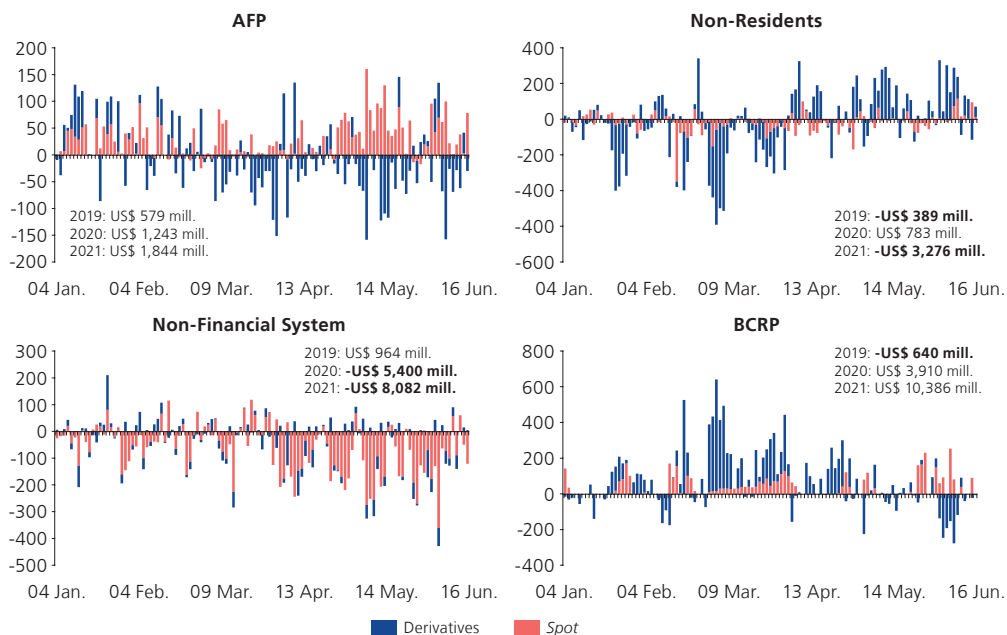 AFP
200
150
100
50
0
-50
-100
-150
-200
2019: US$ 579 mill.
2020: US$ 1,243 mill.
2021: US$ 1,844 mill.
04 Jan. 04 Feb. 09 Mar. 13 Apr. 14 May. 16 Jun.
Non-Residents
400
200
0
-200
-400
-600
2019: -US$ 389 mill.
2020: US$ 783 mill.
2021: -US$ 3,276 mill.
04 Jan. 04 Feb. 09 Mar. 13 Apr. 14 May. 16 Jun.
Non-Financial System
300
200
100
0
-100
-200
-300
-400
-500
2019: US$ 964 mill.
2020: -US$ 5,400 mill.
2021: -US$ 8,082 mill.
04 Jan. 04 Feb. 09 Mar. 13 Apr. 14 May. 16 Jun.
BCRP
800
600
400
200
0
-200
-400
2019: -US$ 640 mill.
2020: US$ 3,910 mill.
2021: US$ 10,386 mill.
04 Jan. 04 Feb. 09 Mar. 13 Apr. 14 May. 16 Jun.
Derivatives Spot